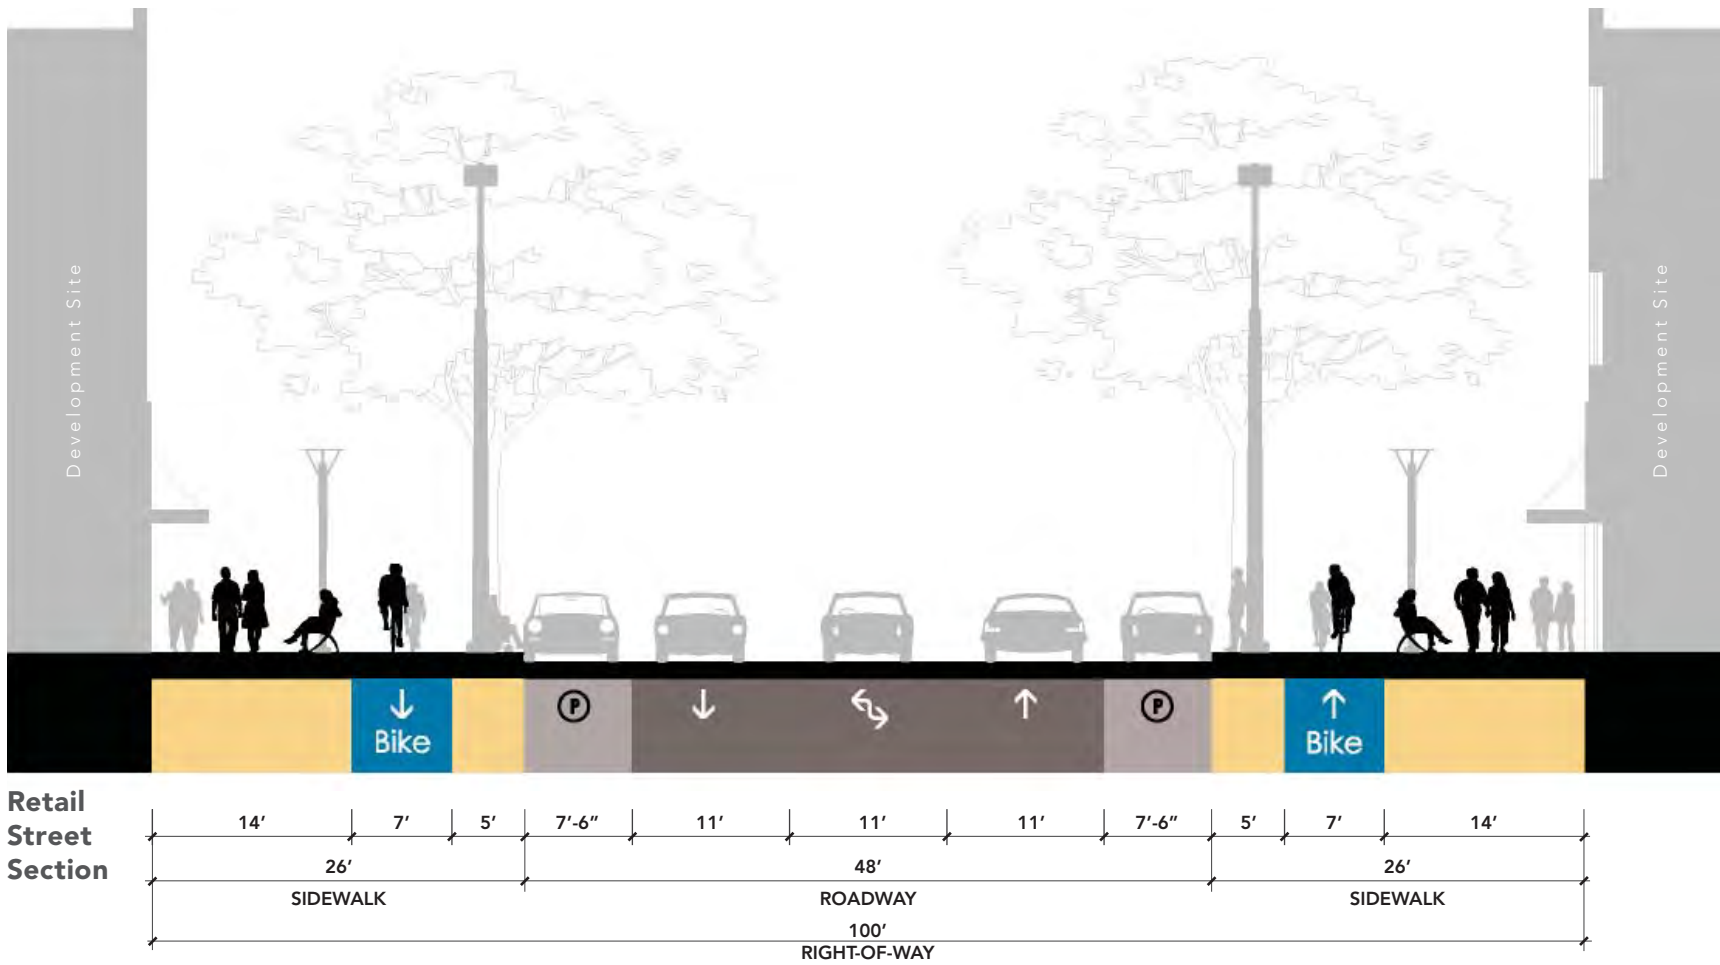 Development Site
Development Site
P
P
Bike
Bike
Retail
Street
Section
14’ 7’ 5’ 7’-6” 11’ 11’ 11’ 7’-6” 5’ 7’ 14’
26’ 48’ 26’
SIDEWALK ROADWAY SIDEWALK
100’
RIGHT-OF-WAY